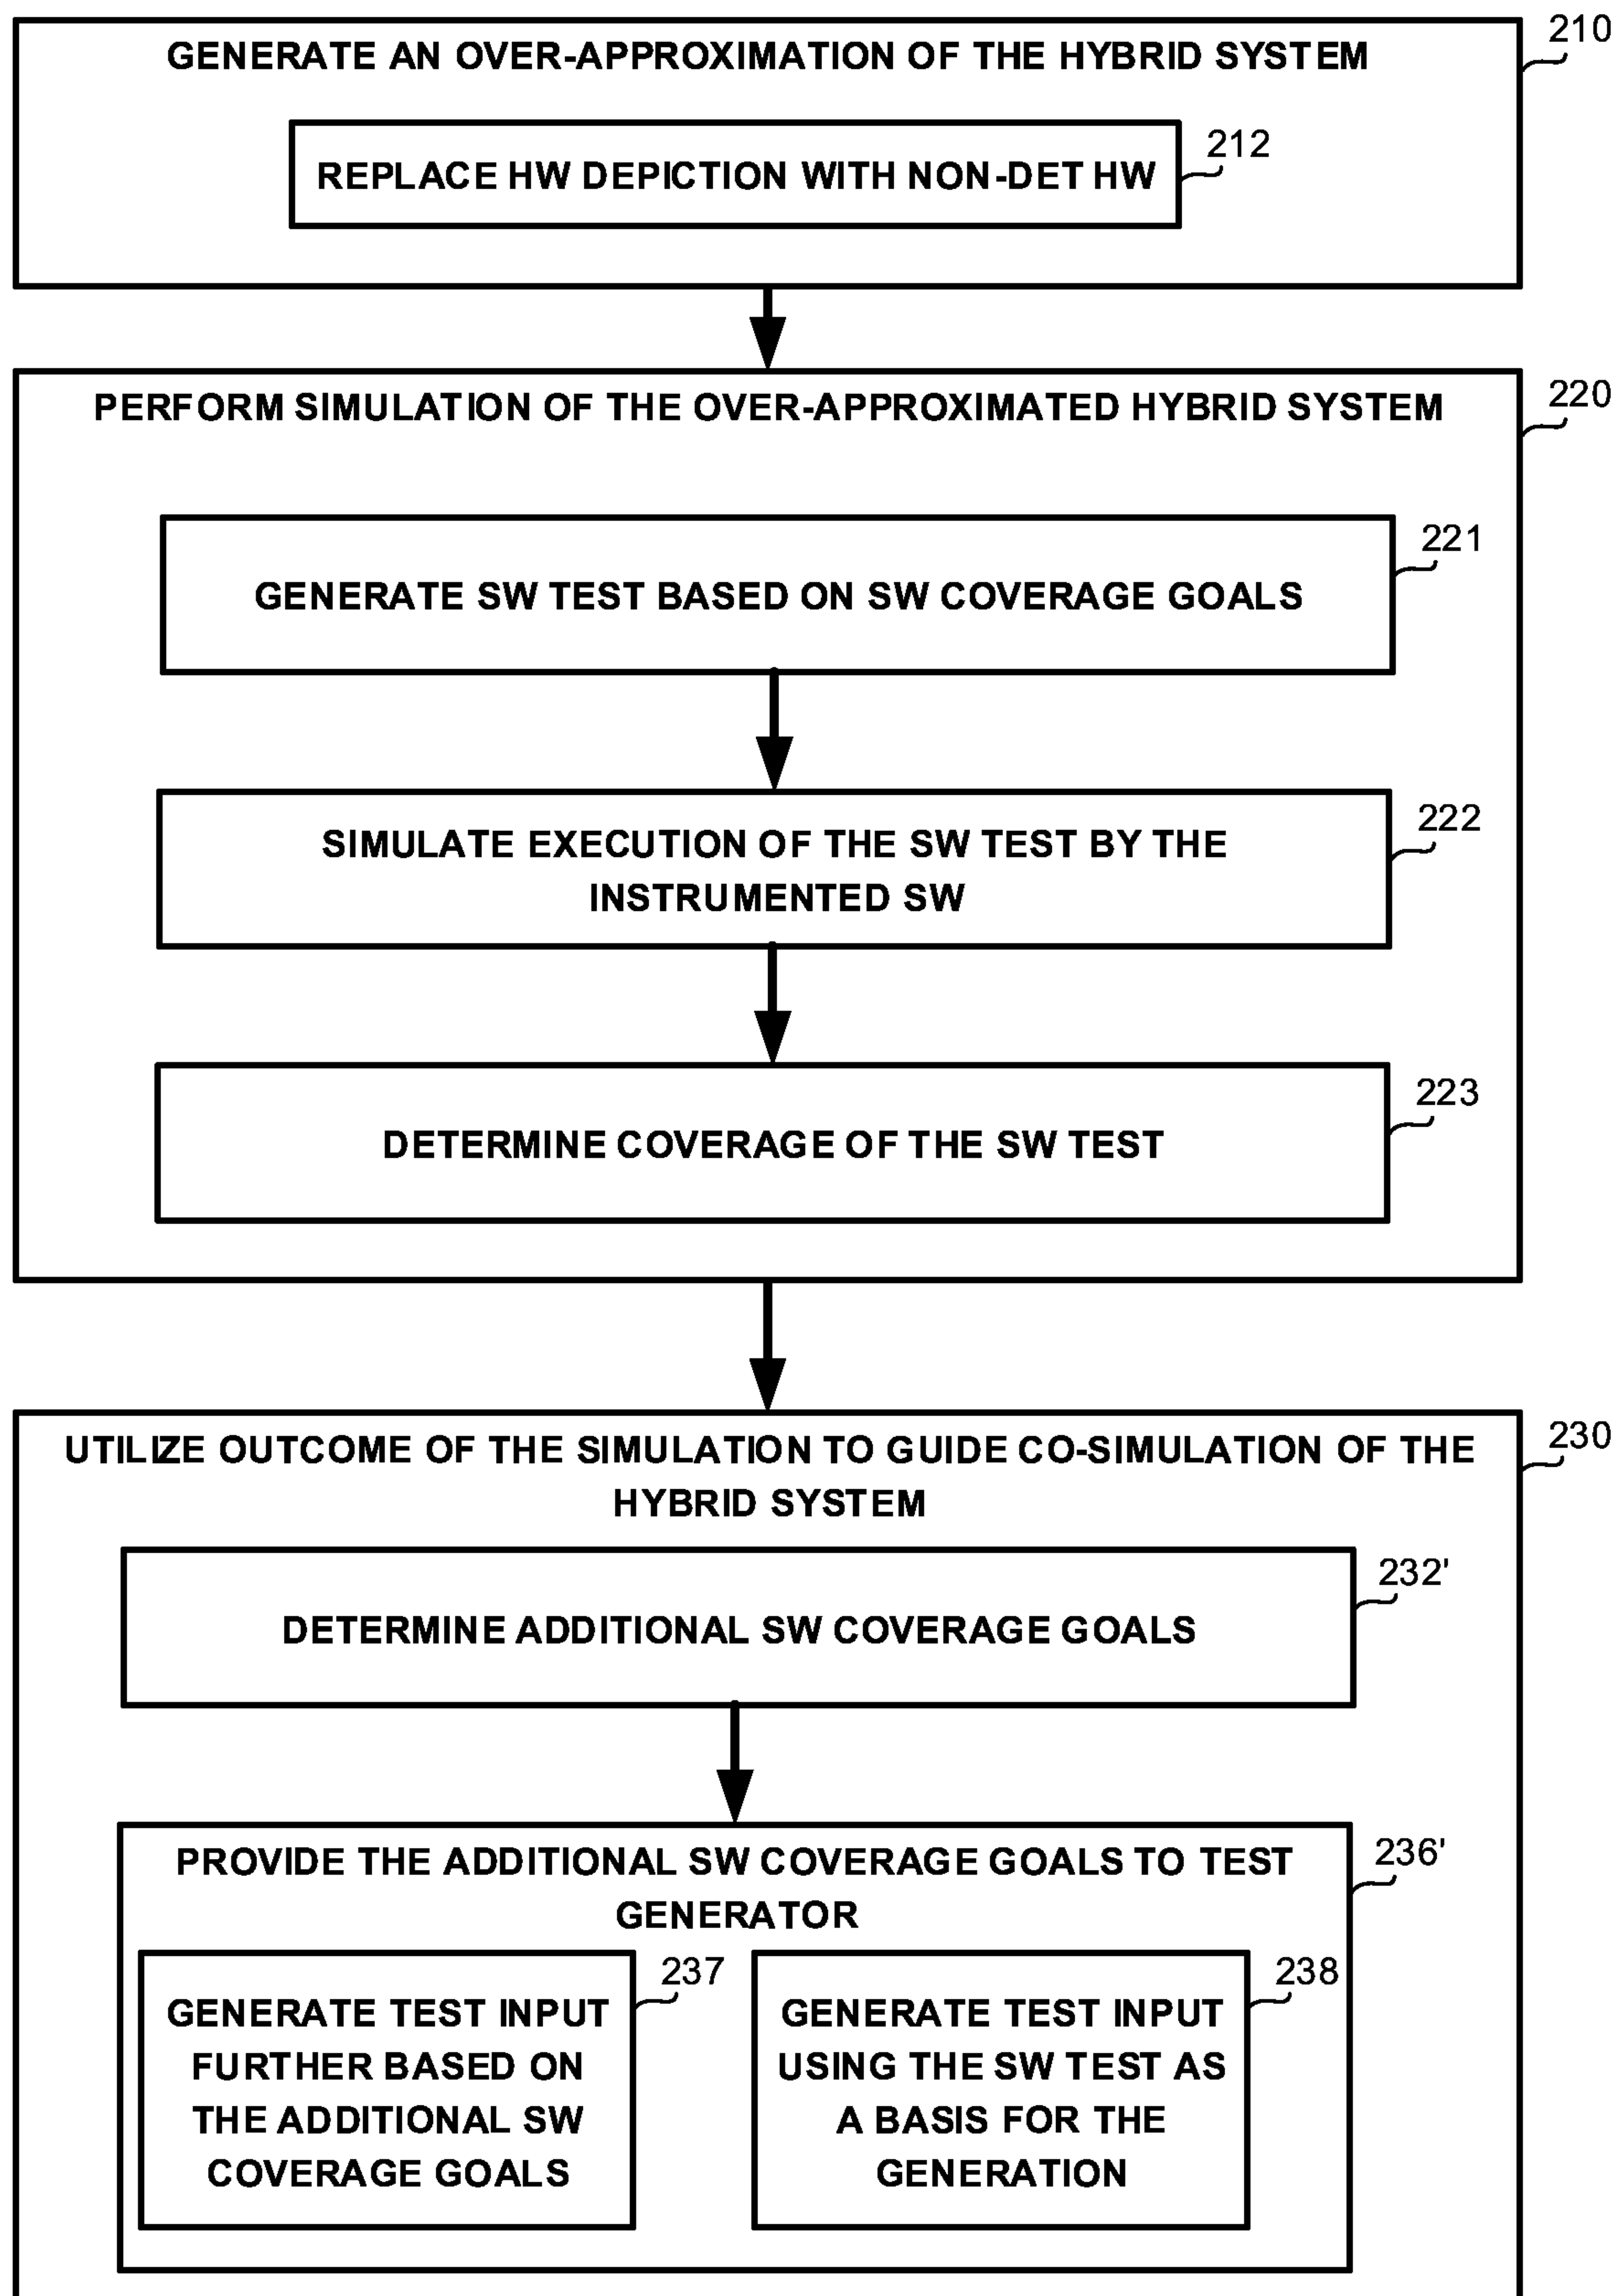 210
GENERATE AN OVER-APPROXIMATION OF THE HYBRID SYSTEM
212
REPLACE HW DEPICTION WITH NON-DET HW
220
PERFORM SIMULATION OF THE OVER-APPROXIMATED HYBRID SYSTEM
221
GENERATE SW TEST BASED ON SW COVERAGE GOALS
222
SIMULATE EXECUTION OF THE SW TEST BY THE
INSTRUMENTED SW
223
DETERMINE COVERAGE OF THE SW TEST
230
UTILIZE OUTCOME OF THE SIMULATION TO GUIDE CO-SIMULATION OF THE
HYBRID SYSTEM
232'
DETERMINE ADDITIONAL SW COVERAGE GOALS
236'
PROVIDE THE ADDITIONAL SW COVERAGE GOALS TO TEST
GENERATOR
237
GENERATE TEST INPUT
FURTHER BASED ON
THE ADDITIONAL SW
COVERAGE GOALS
238
GENERATE TEST INPUT
USING THE SW TEST AS
A BASIS FOR THE
GENERATION